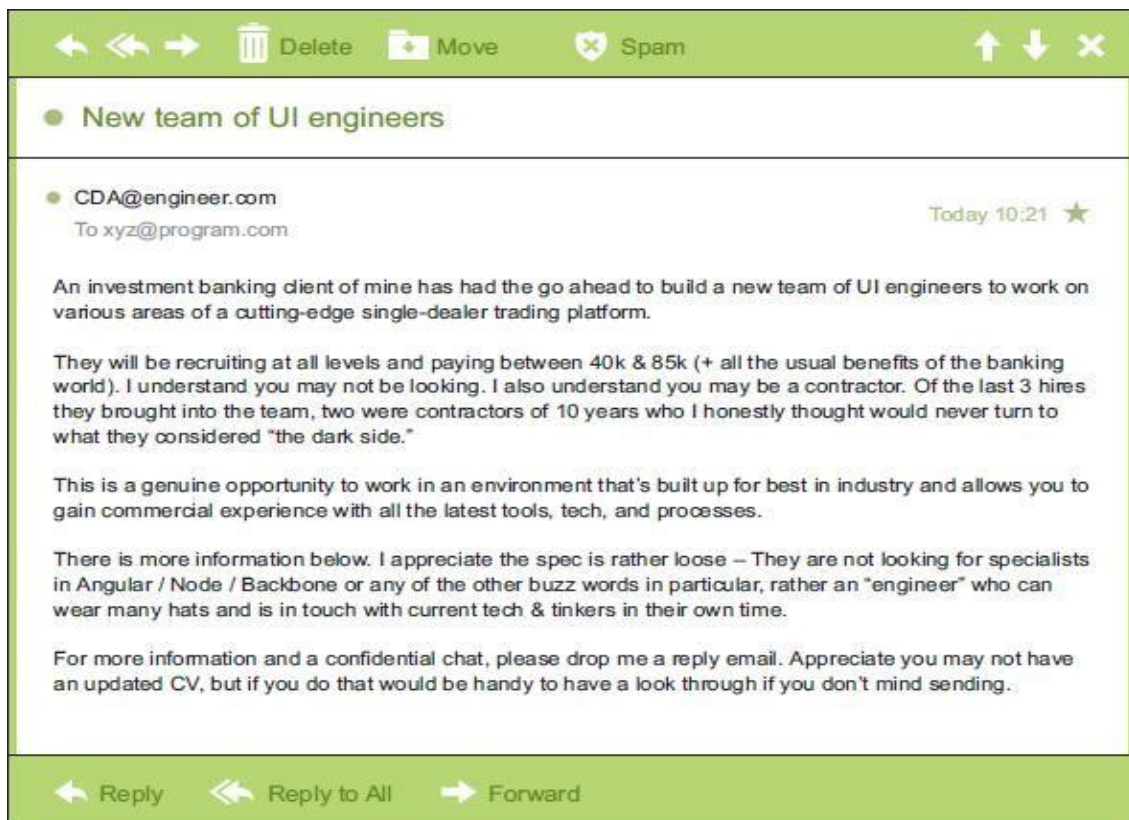 Delete Move Spam
New team of UI engineers
CDA@engineer.com
Today 10:21
To xyz@program.com
An investment banking client of mine has had the go ahead to build a new team of UI engineers to work on
various areas of a cutting-edge single-dealer trading platform.
They will be recruiting at all levels and paying between 40k & 85k (+ all the usual benefits of the banking
world). I understand you may not be looking. I also understand you may be a contractor. Of the last 3 hires
they brought into the team, two were contractors of 10 years who I honestly thought would never turn to
what they considered “the dark side.”
This is a genuine opportunity to work in an environment that’s built up for best in industry and allows you to
gain commercial experience with all the latest tools, tech, and processes.
There is more information below. I appreciate the spec is rather loose – They are not looking for specialists
in Angular / Node / Backbone or any of the other buzz words in particular, rather an “engineer” who can
wear many hats and is in touch with current tech & tinkers in their own time.
For more information and a confidential chat, please drop me a reply email. Appreciate you may not have
an updated CV, but if you do that would be handy to have a look through if you don’t mind sending.
Reply Reply to All Forward